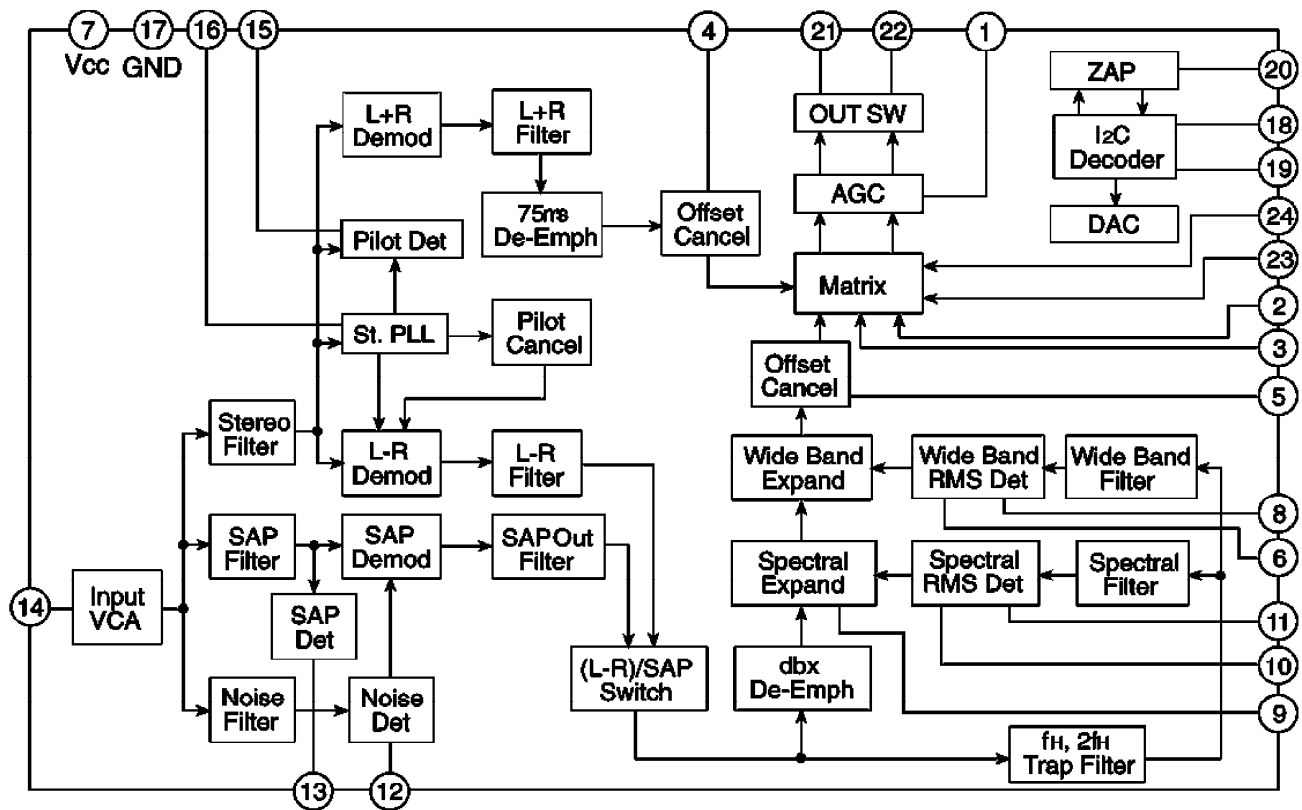 7
17
16
15
4
21
22
1
Vcc
GND
ZAP
20
L+R
Demod
L+R
Filter
OUT SW
I2C
Decoder
18
19
75ms
De-Emph
Offset
Cancel
AGC
DAC
24
Pilot Det
Matrix
23
St. PLL
Pilot
Cancel
2
3
Offset
Cancel
5
Stereo
Filter
L-R
Demod
L-R
Filter
Wide Band
Expand
Wide Band
RMS Det
Wide Band
Filter
8
SAP
Filter
SAP
Demod
SAP Out
Filter
Spectral
Expand
Spectral
RMS Det
Spectral
Filter
6
14
Input
VCA
SAP
Det
11
(L-R)/SAP
Switch
dbx
De-Emph
10
Noise
Filter
Noise
Det
9
fH, 2fH
Trap Filter
13
12